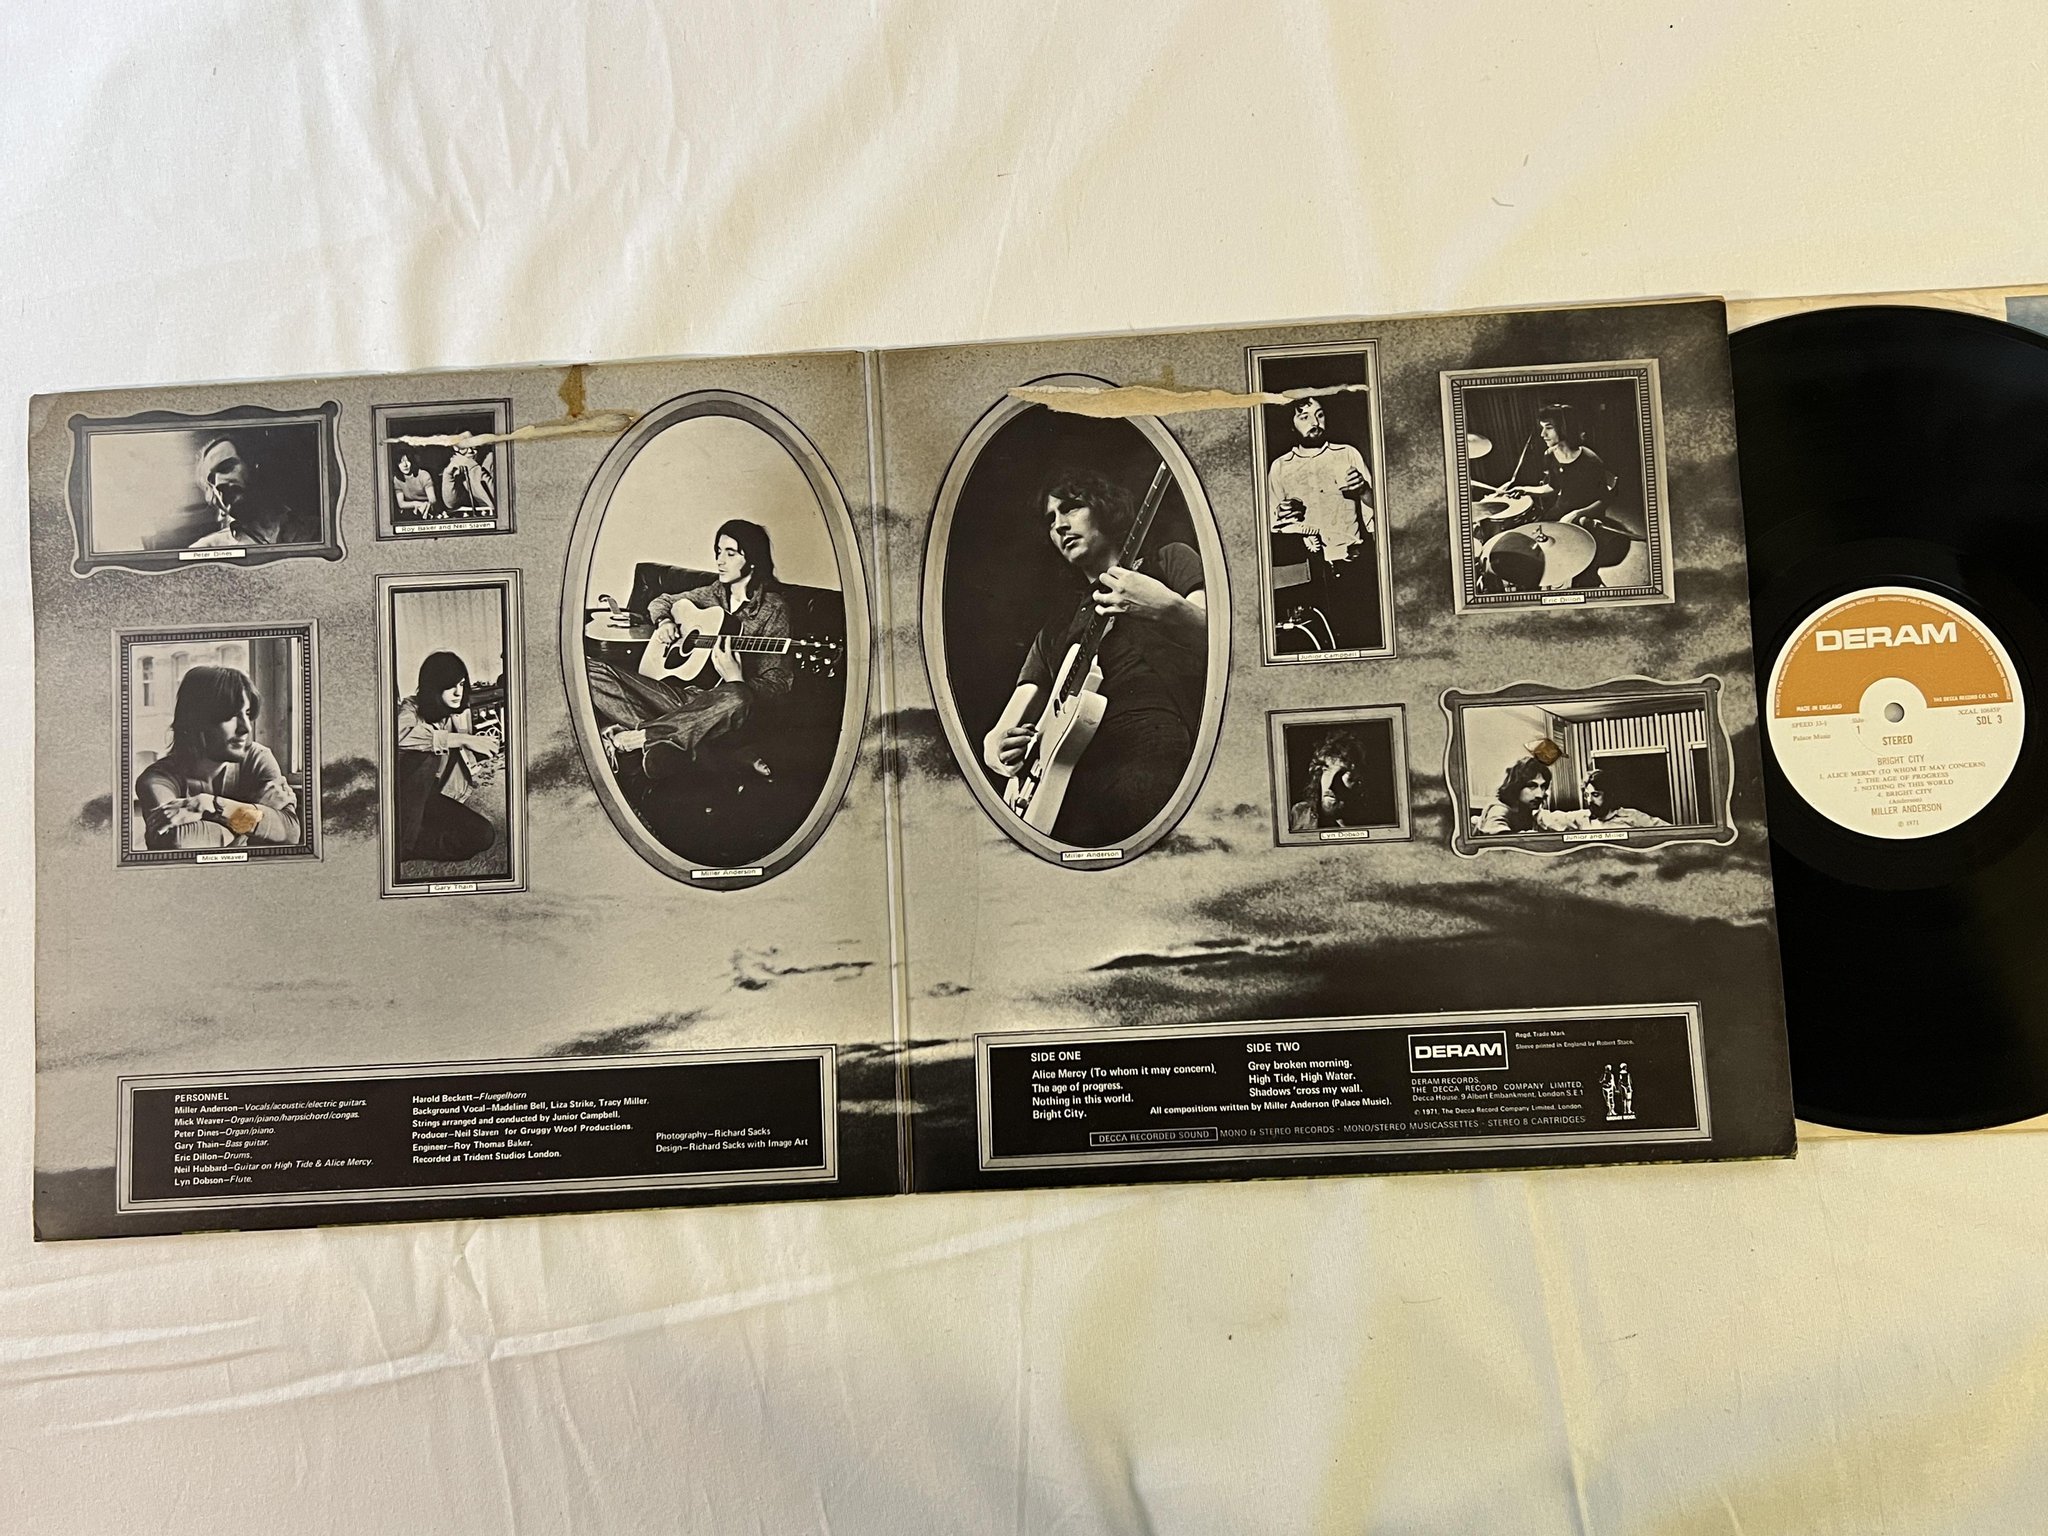 Peter Dines
Roy Baker and Neil Slaven
Mick Weaver
Gary Thain
Miller Anderson
Miller Anderson
Junior Campbell
Eric Dillon
Lyn Dobson
Junior and Miller
PERSONNEL
Miller Anderson—Vocals/acoustic/electric guitars.
Mick Weaver—Organ/piano/harpsichord/congas.
Peter Dines—Organ/piano.
Gary Thain—Bass guitar.
Eric Dillon—Drums.
Neil Hubbard—Guitar on High Tide & Alice Mercy.
Lyn Dobson—Flute.
Harold Beckett—Fluegelhorn
Background Vocal—Madeline Bell, Liza Strike, Tracy Miller.
Strings arranged and conducted by Junior Campbell.
Producer—Neil Slaven for Gruggy Woof Productions.
Engineer—Roy Thomas Baker.
Recorded at Trident Studios London.
Photography—Richard Sacks
Design—Richard Sacks with Image Art
SIDE ONE
Alice Mercy (To whom it may concern).
The age of progress.
Nothing in this world.
Bright City.
SIDE TWO
Grey broken morning.
High Tide, High Water.
Shadows 'cross my wall.
All compositions written by Miller Anderson (Palace Music).
DERAM
Regd. Trade Mark
Sleeve printed in England by Robert Stace.
DERAM RECORDS.
THE DECCA RECORD COMPANY LIMITED.
Decca House, 9 Albert Embankment, London S.E.1
© 1971, The Decca Record Company Limited, London.
DECCA RECORDED SOUND MONO & STEREO RECORDS · MONO/STEREO MUSICASSETTES · STEREO 8 CARTRIDGES
DERAM
THE DECCA RECORD CO. LTD.
MADE IN ENGLAND
XZAL 10685P
SPEED 33⅓
Side
1
SDL 3
Palace Music
STEREO
BRIGHT CITY
1. ALICE MERCY (TO WHOM IT MAY CONCERN)
2. THE AGE OF PROGRESS
3. NOTHING IN THIS WORLD
4. BRIGHT CITY
(Anderson)
MILLER ANDERSON
℗ 1971